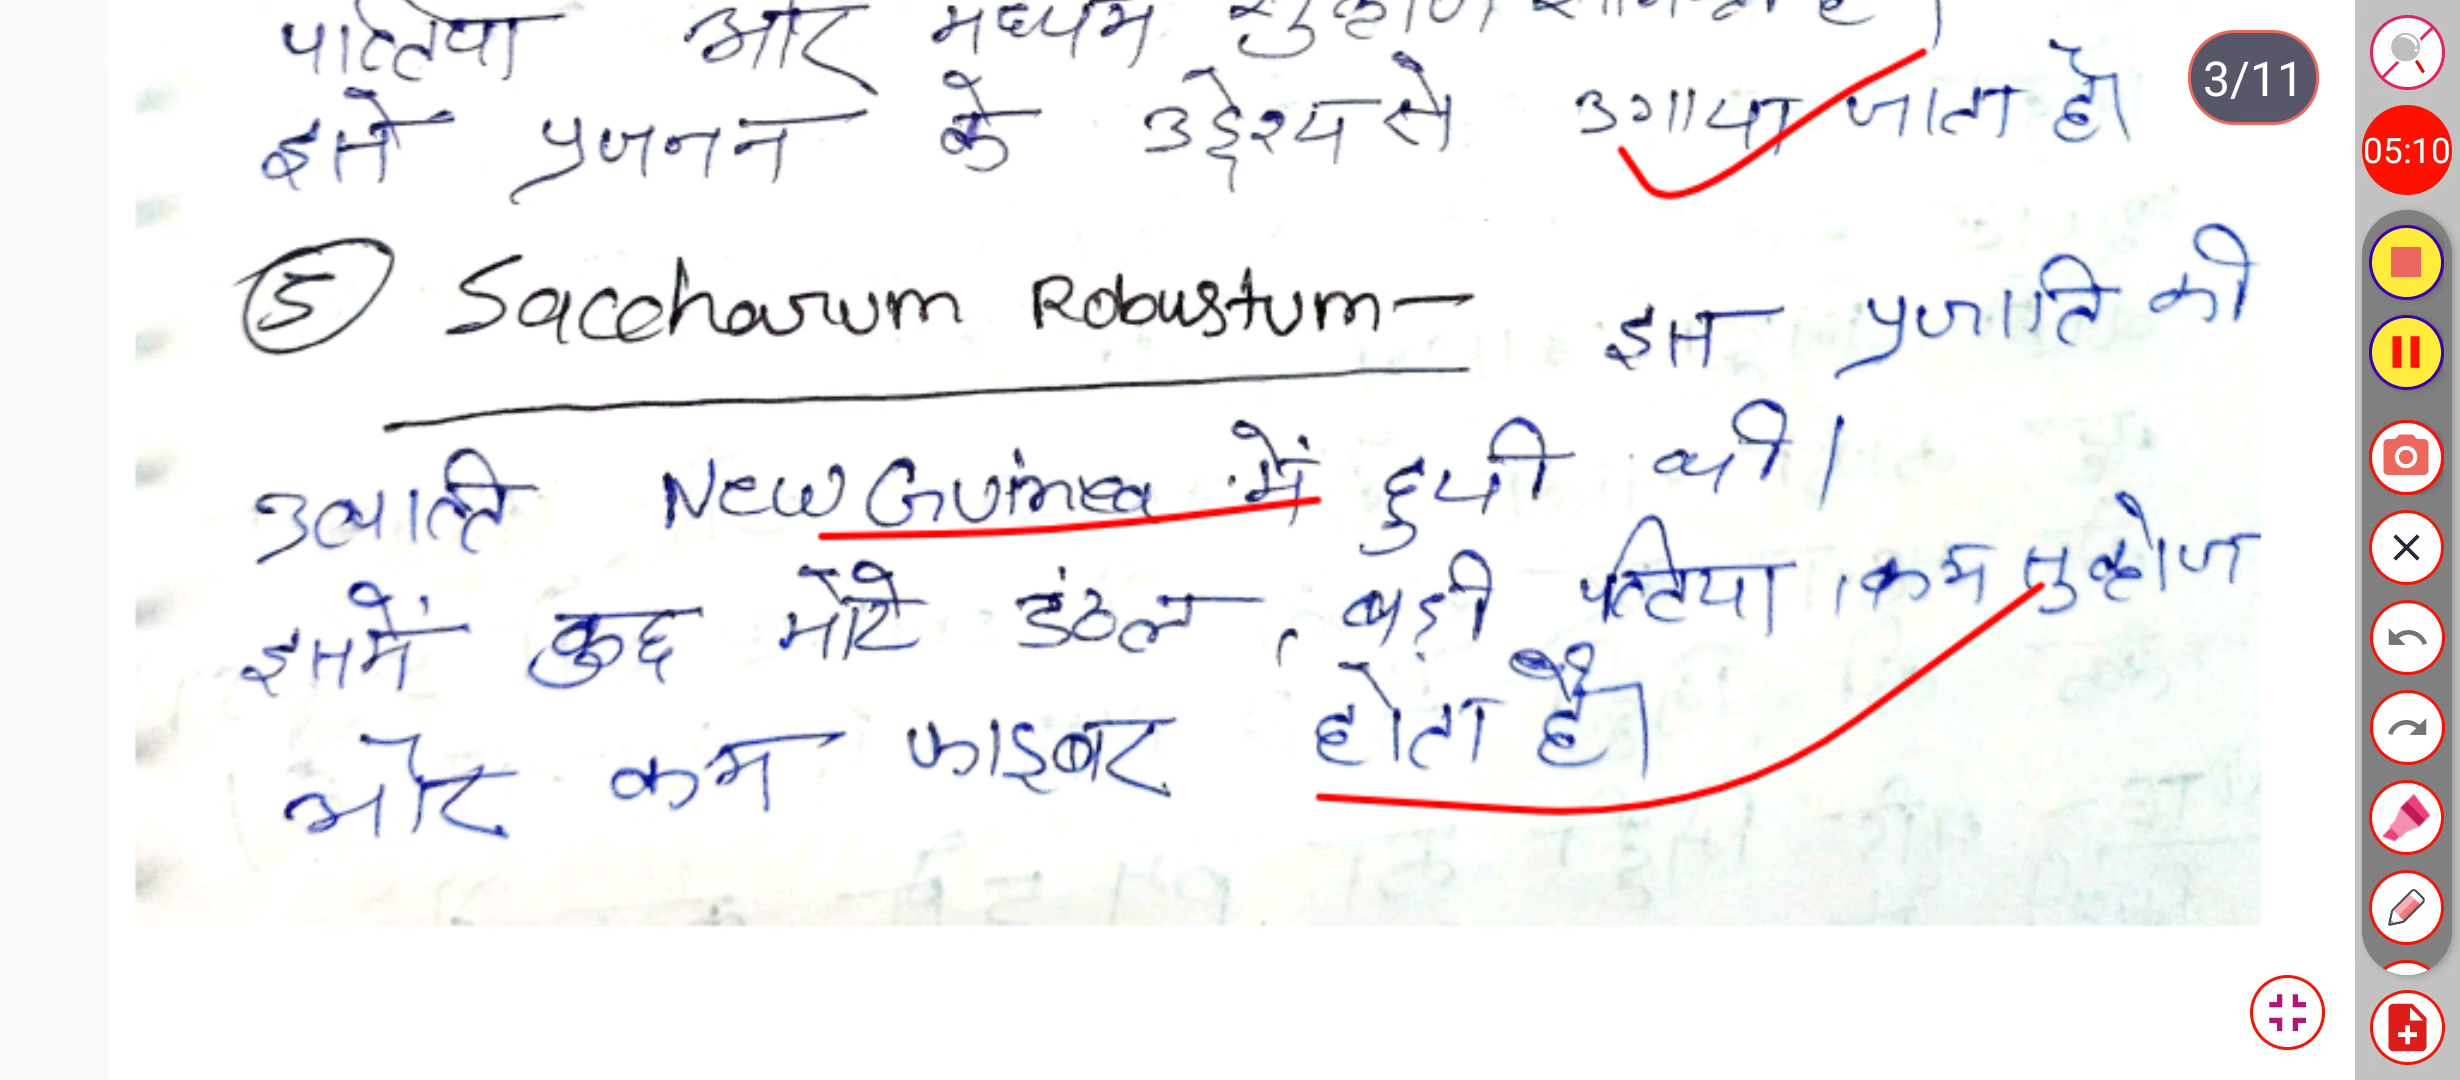 पत्तिया और मध्यम सुक्रोज
इसे प्रजनन के उद्देश्य से उगाया जाता है।
3/11
05:10
⑤ Saccharum Robustum— इस प्रजाति की
उत्पत्ति New Guinea में हुयी थी।
इसमें कुछ मोटे डंठल, बड़ी पत्तिया, कम सुक्रोज
और कम फाइबर होता है।